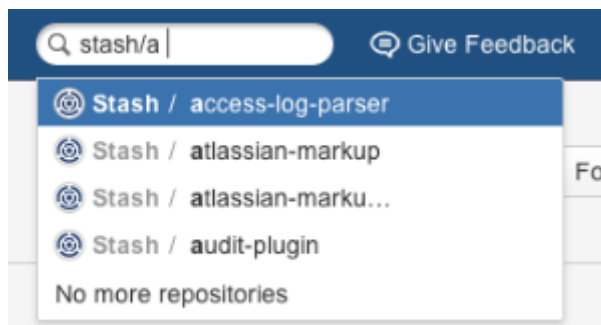 stash/a
Give Feedback
Stash / access-log-parser
Stash / atlassian-markup
Stash / atlassian-marku...
Stash / audit-plugin
No more repositories
Fo